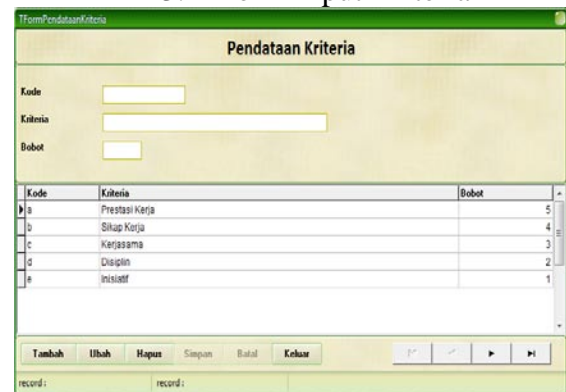 TFormPendataanKriteria
Pendataan Kriteria
Kode
Kriteria
Bobot
Kode Kriteria Bobot
a Prestasi Kerja 5
b Sikap Kerja 4
c Kerjasama 3
d Disiplin 2
e Inisiatif 1
Tambah Ubah Hapus Simpan Batal Keluar
record : record :